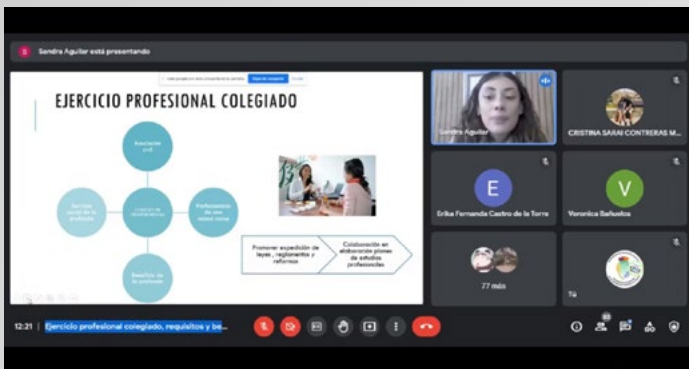 S
Sandra Aguilar está presentando
EJERCICIO PROFESIONAL COLEGIADO
Asociación
civil
Servicio
social de la
profesión
Profesionistas
de una
misma rama
Beneficio de
la profesión
Promover expedición de
leyes, reglamentos y
reformas
Colaboración en
elaboración planes
de estudios
profesionales
Sandra Aguilar
CRISTINA SARAI CONTRERAS M...
E
Erika Fernanda Castro de la Torre
V
Veronica Bañuelos
77 más
Tú
12:21 | Ejercicio profesional colegiado, requisitos y be...
83